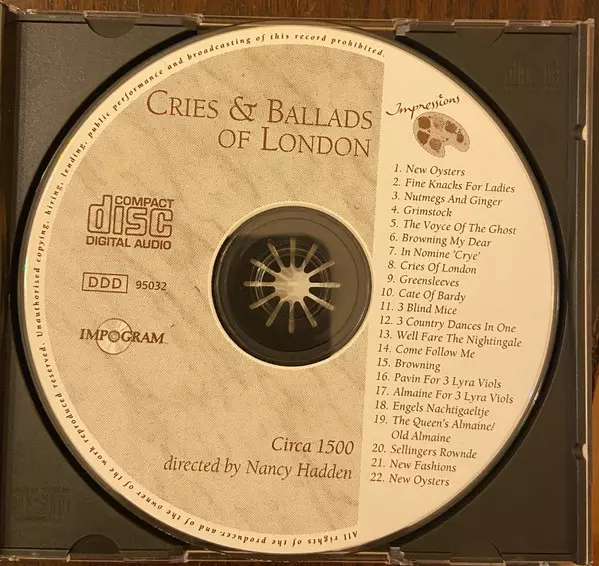 All rights of the producer and of the owner of the work reproduced reserved. Unauthorised copying, hiring, lending, public performance and broadcasting of this record prohibited.
CRIES & BALLADS
OF LONDON
Impressions
COMPACT
disc
DIGITAL AUDIO
DDD 95032
IMPOGRAM
Circa 1500
directed by Nancy Hadden
1. New Oysters
2. Fine Knacks For Ladies
3. Nutmegs And Ginger
4. Grimstock
5. The Voyce Of The Ghost
6. Browning My Dear
7. In Nomine 'Crye'
8. Cries Of London
9. Greensleeves
10. Cate Of Bardy
11. 3 Blind Mice
12. 3 Country Dances In One
13. Well Fare The Nightingale
14. Come Follow Me
15. Browning
16. Pavin For 3 Lyra Viols
17. Almaine For 3 Lyra Viols
18. Engels Nachtigaeltje
19. The Queen's Almaine/
Old Almaine
20. Sellingers Rownde
21. New Fashions
22. New Oysters